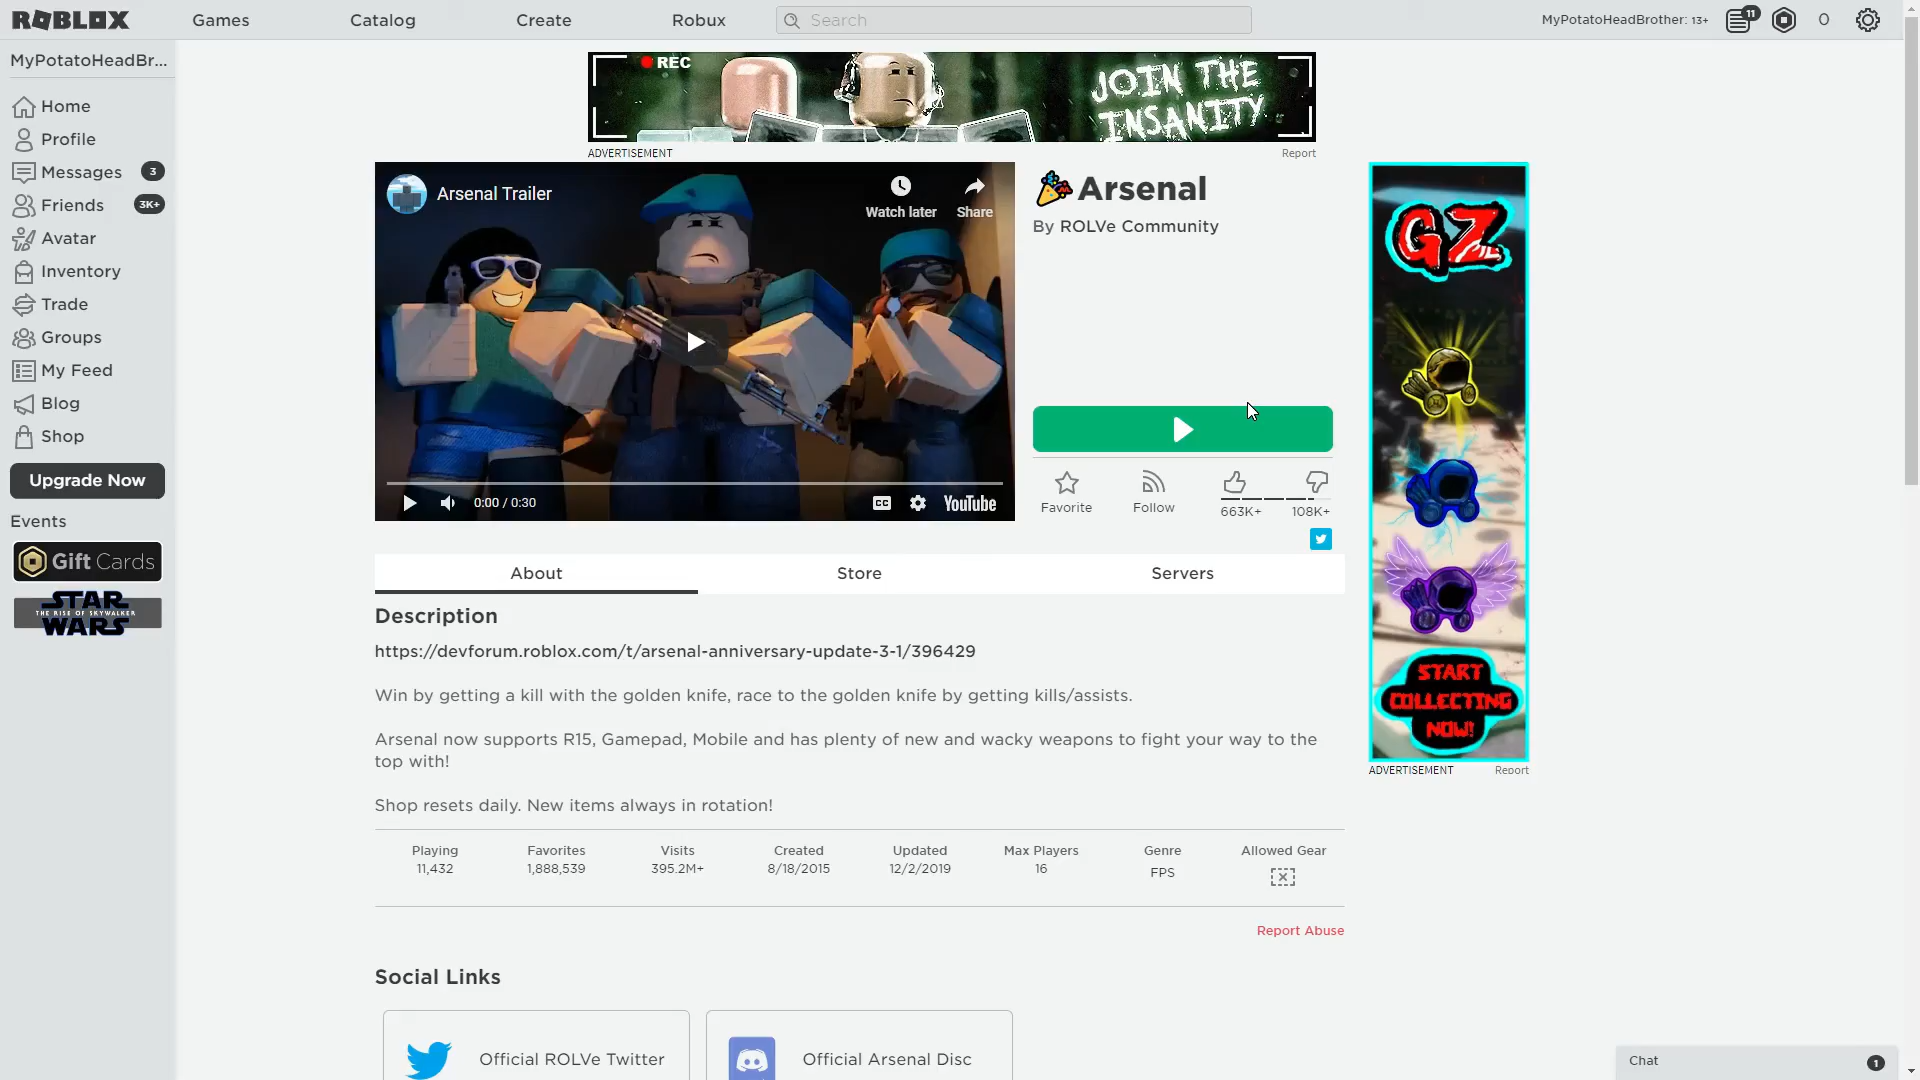 ROBLOX
Games
Catalog
Create
Robux
Search
MyPotatoHeadBrother: 13+
11
0
MyPotatoHeadBr...
Home
Profile
Messages 3
Friends 3K+
Avatar
Inventory
Trade
Groups
My Feed
Blog
Shop
Upgrade Now
Events
Gift Cards
STAR
THE RISE OF SKYWALKER
WARS
REC
JOIN THE
INSANITY
ADVERTISEMENT
Report
Arsenal Trailer
Watch later
Share
0:00 / 0:30
CC
YouTube
Arsenal
By ROLVe Community
Favorite
Follow
663K+
108K+
GZ
START
COLLECTING
NOW!
ADVERTISEMENT
Report
About
Store
Servers
Description
https://devforum.roblox.com/t/arsenal-anniversary-update-3-1/396429
Win by getting a kill with the golden knife, race to the golden knife by getting kills/assists.
Arsenal now supports R15, Gamepad, Mobile and has plenty of new and wacky weapons to fight your way to the
top with!
Shop resets daily. New items always in rotation!
Playing
Favorites
Visits
Created
Updated
Max Players
Genre
Allowed Gear
11,432
1,888,539
395.2M+
8/18/2015
12/2/2019
16
FPS
Report Abuse
Social Links
Official ROLVe Twitter
Official Arsenal Disc
Chat
1